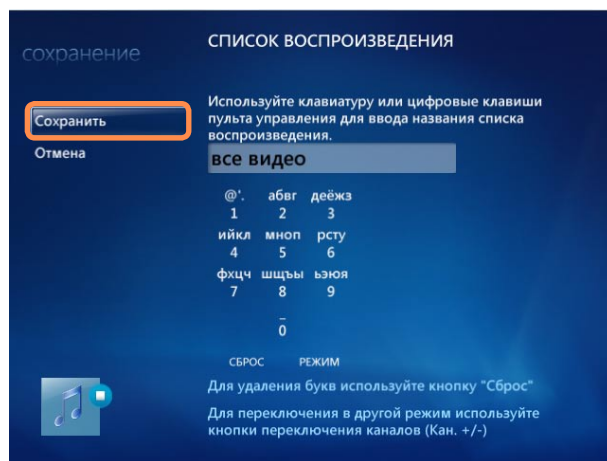 сохранение
СПИСОК ВОСПРОИЗВЕДЕНИЯ
Сохранить
Отмена
Используйте клавиатуру или цифровые клавиши
пульта управления для ввода названия списка
воспроизведения.
все видео
@'. абвг деёжз
1 2 3
ийкл мноп рсту
4 5 6
фхцч шщъы ьэюя
7 8 9
_
0
СБРОС РЕЖИМ
Для удаления букв используйте кнопку "Сброс"
Для переключения в другой режим используйте
кнопки переключения каналов (Кан. +/-)